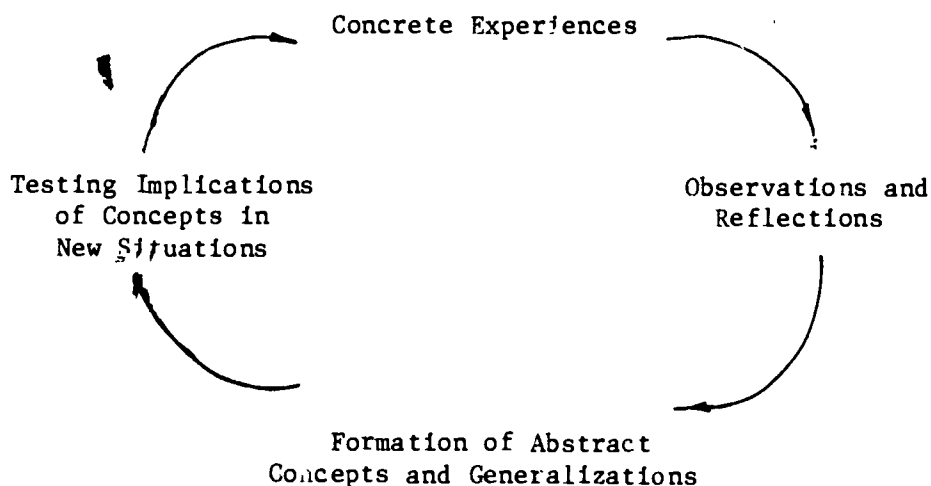 Concrete Experiences
Testing Implications
of Concepts in
New Situations
Observations and
Reflections
Formation of Abstract
Concepts and Generalizations